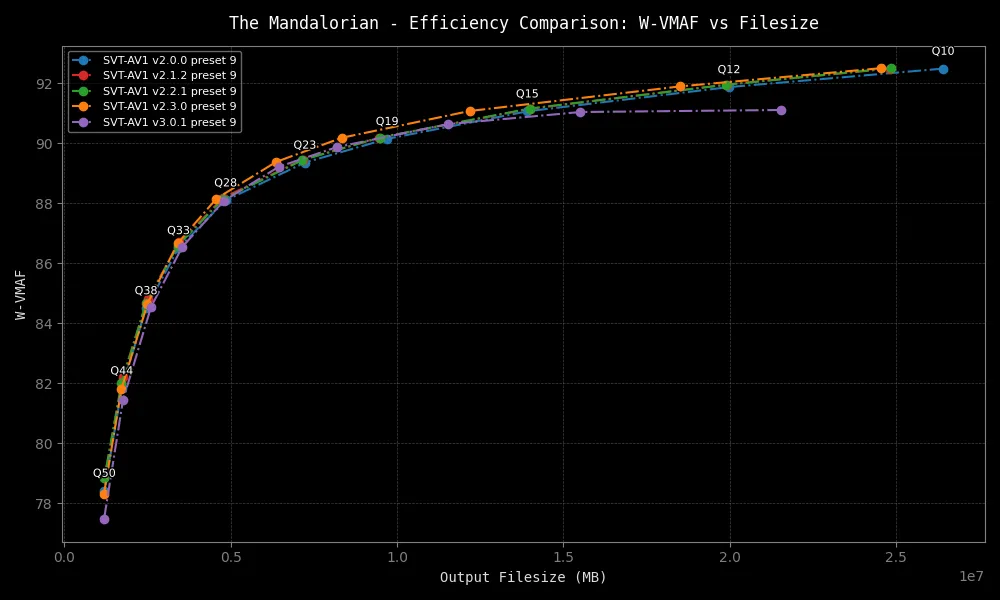 The Mandalorian - Efficiency Comparison: W-VMAF vs Filesize
SVT-AV1 v2.0.0 preset 9
SVT-AV1 v2.1.2 preset 9
SVT-AV1 v2.2.1 preset 9
SVT-AV1 v2.3.0 preset 9
SVT-AV1 v3.0.1 preset 9
Q10
Q12
Q15
Q19
Q23
Q28
Q33
Q38
Q44
Q50
W-VMAF
92
90
88
86
84
82
80
78
0.0
0.5
1.0
1.5
2.0
2.5
1e7
Output Filesize (MB)